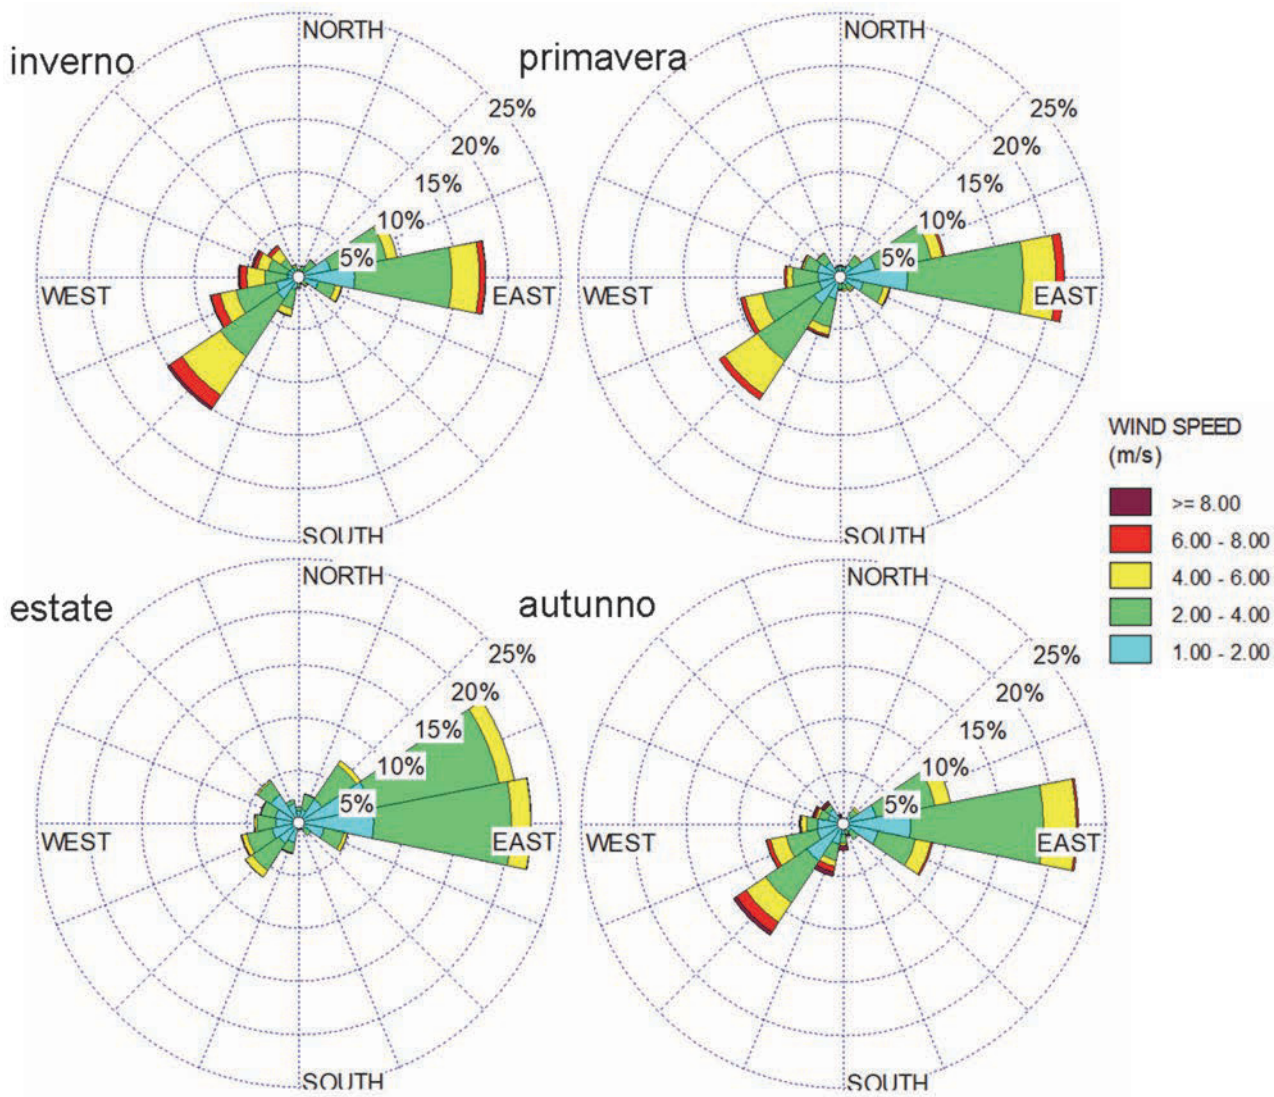 inverno
NORTH
25%
20%
15%
10%
5%
WEST
EAST
SOUTH
primavera
NORTH
25%
20%
15%
10%
5%
WEST
EAST
SOUTH
WIND SPEED
(m/s)
>= 8.00
6.00 - 8.00
4.00 - 6.00
2.00 - 4.00
1.00 - 2.00
estate
NORTH
25%
20%
15%
10%
5%
WEST
EAST
SOUTH
autunno
NORTH
25%
20%
15%
10%
5%
WEST
EAST
SOUTH